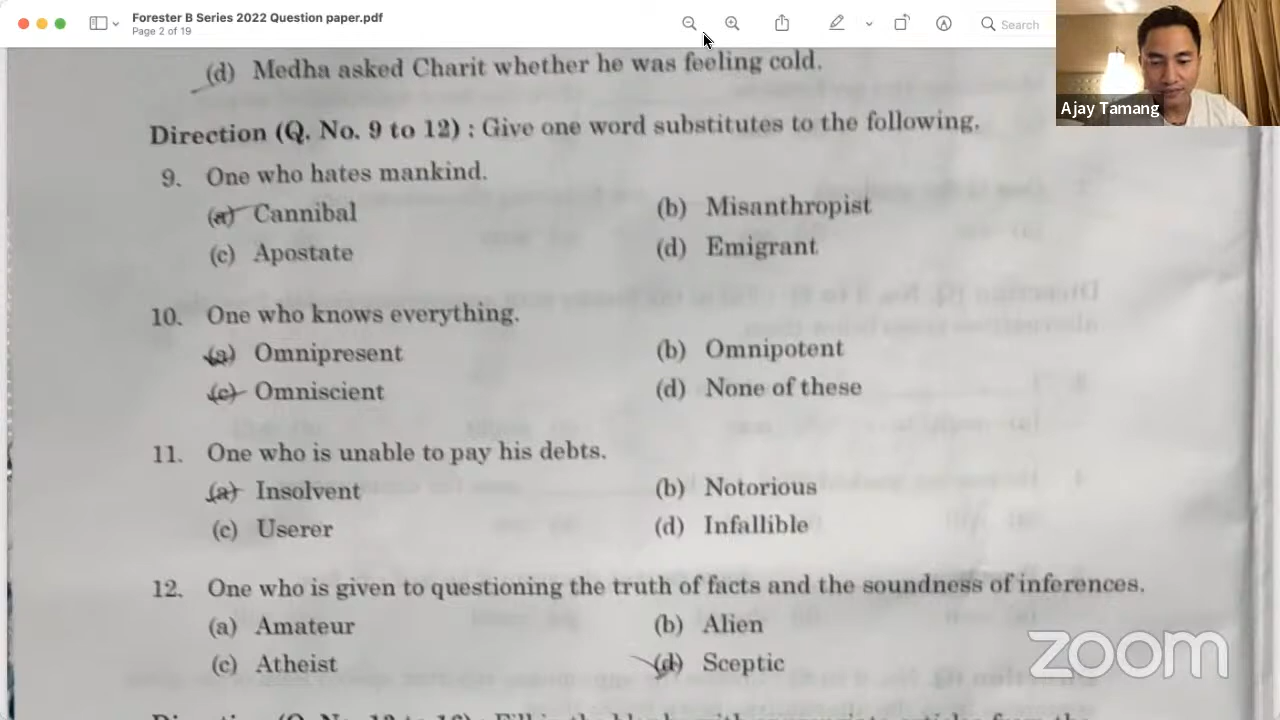 Forester B Series 2022 Question paper.pdf
Page 2 of 19
Search
Ajay Tamang
(d) Medha asked Charit whether he was feeling cold.
Direction (Q. No. 9 to 12) : Give one word substitutes to the following.
9. One who hates mankind.
(a) Cannibal (b) Misanthropist
(c) Apostate (d) Emigrant
10. One who knows everything.
(a) Omnipresent (b) Omnipotent
(c) Omniscient (d) None of these
11. One who is unable to pay his debts.
(a) Insolvent (b) Notorious
(c) Userer (d) Infallible
12. One who is given to questioning the truth of facts and the soundness of inferences.
(a) Amateur (b) Alien
(c) Atheist (d) Sceptic
zoom